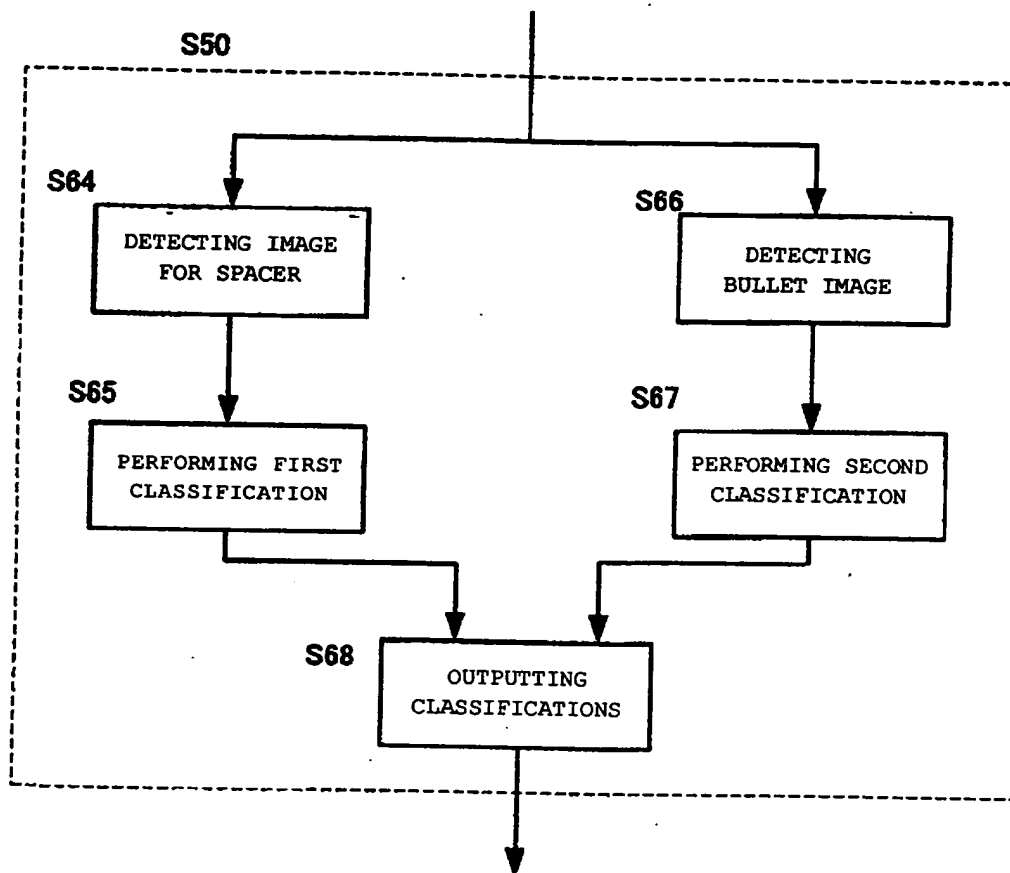 S50
S64
DETECTING IMAGE
FOR SPACER
S66
DETECTING
BULLET IMAGE
S65
PERFORMING FIRST
CLASSIFICATION
S67
PERFORMING SECOND
CLASSIFICATION
S68
OUTPUTTING
CLASSIFICATIONS